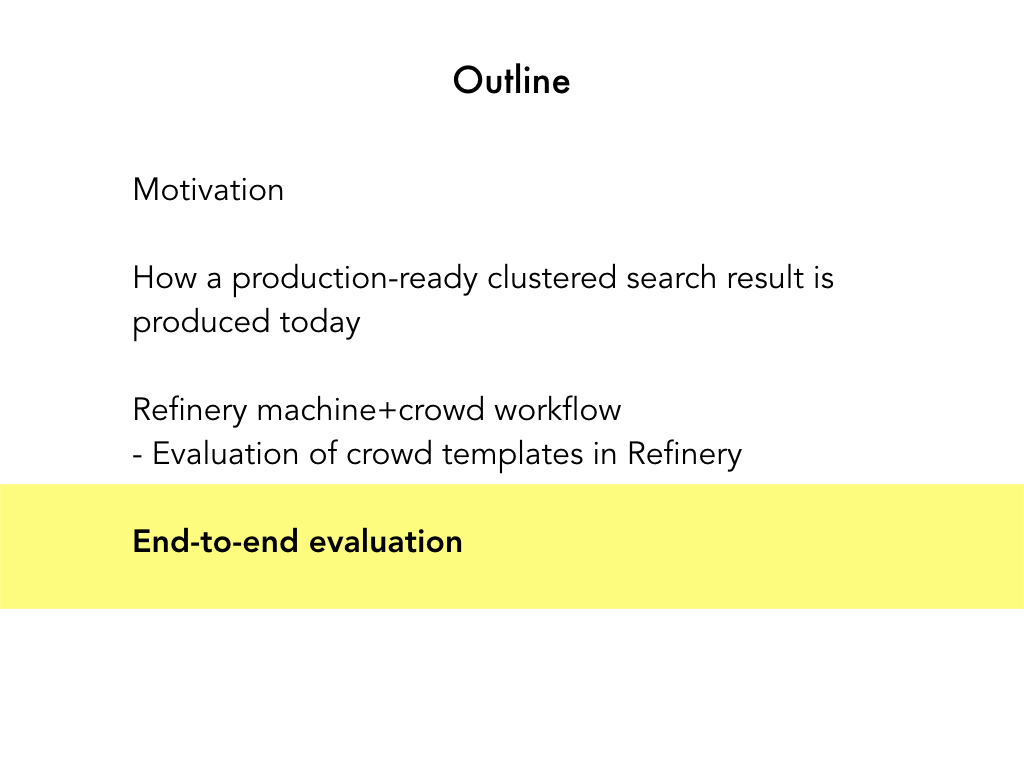 Outline
Motivation
How a production-ready clustered search result is
produced today
Refinery machine+crowd workflow
- Evaluation of crowd templates in Refinery
End-to-end evaluation